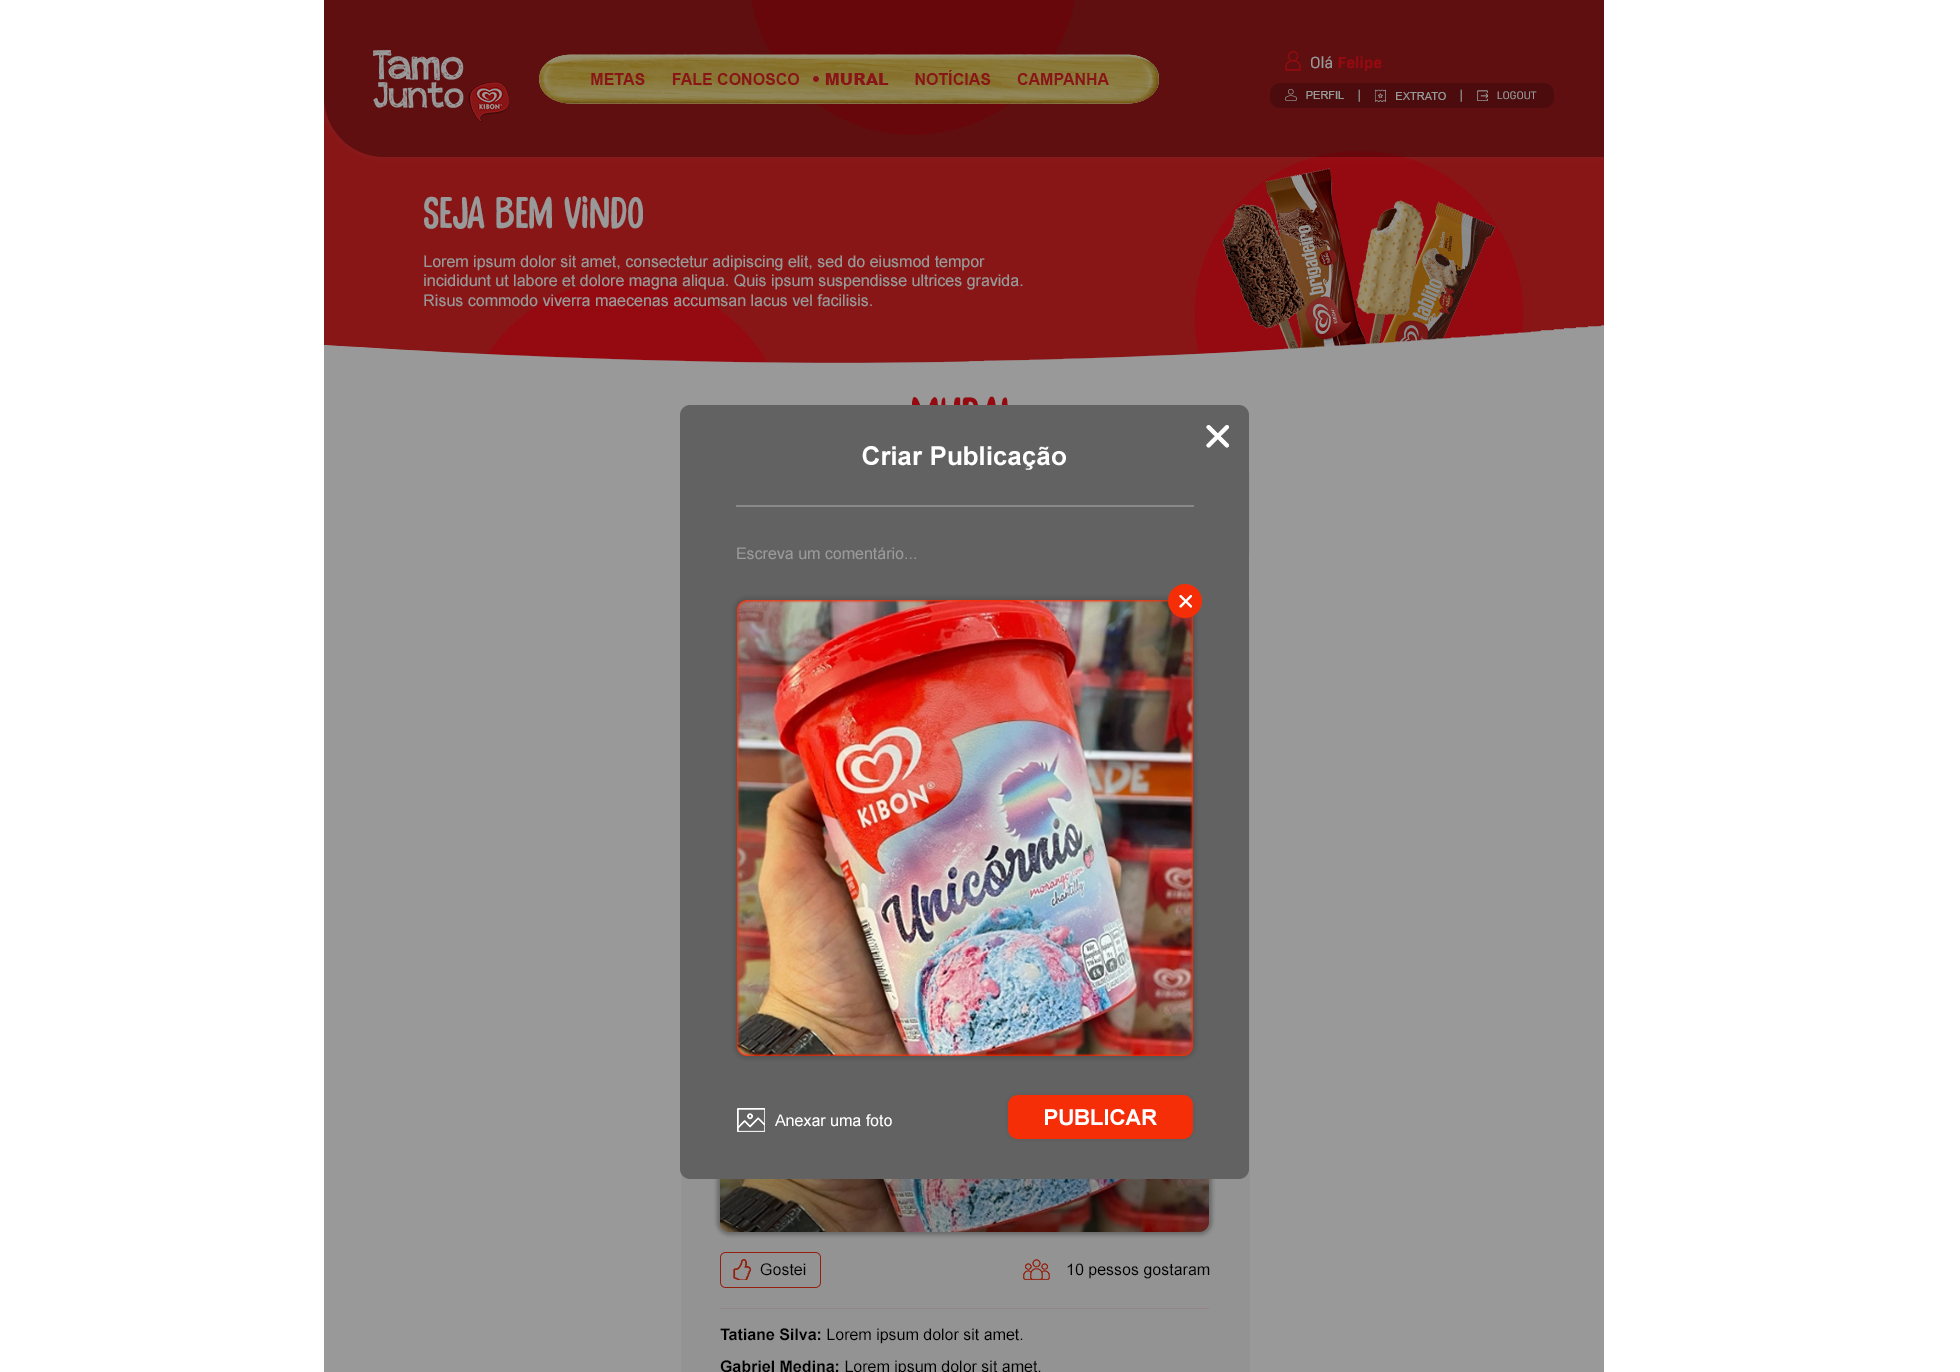 Tamo
Junto
KIBON
METAS FALE CONOSCO • MURAL NOTÍCIAS CAMPANHA
Olá Felipe
PERFIL | EXTRATO | LOGOUT
SEJA BEM VINDO
Lorem ipsum dolor sit amet, consectetur adipiscing elit, sed do eiusmod tempor
incididunt ut labore et dolore magna aliqua. Quis ipsum suspendisse ultrices gravida.
Risus commodo viverra maecenas accumsan lacus vel facilisis.
brigadeiro
tablito
MURAL
Criar Publicação
Escreva um comentário...
KIBON®
ADE
Unicórnio
morango com
chantilly
KIBON
Anexar uma foto
PUBLICAR
Gostei
10 pessos gostaram
Tatiane Silva: Lorem ipsum dolor sit amet.
Gabriel Medina: Lorem ipsum dolor sit amet.